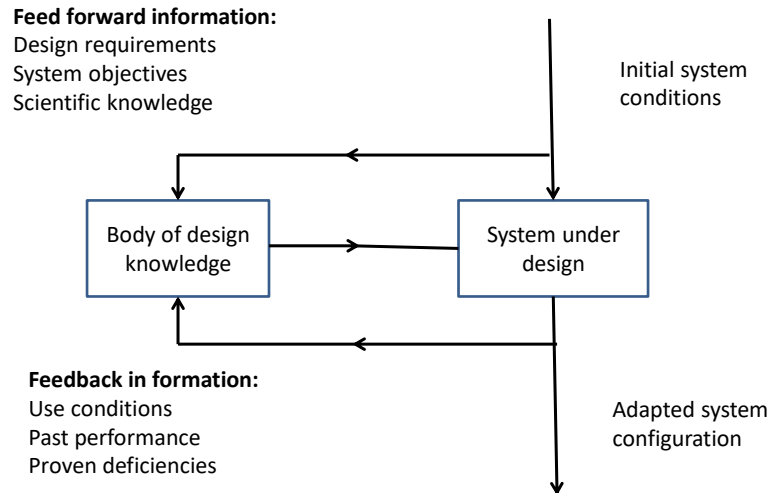 Feed forward information:
Design requirements
System objectives
Scientific knowledge
Initial system
conditions
Body of design
knowledge
System under
design
Feedback in formation:
Use conditions
Past performance
Proven deficiencies
Adapted system
configuration